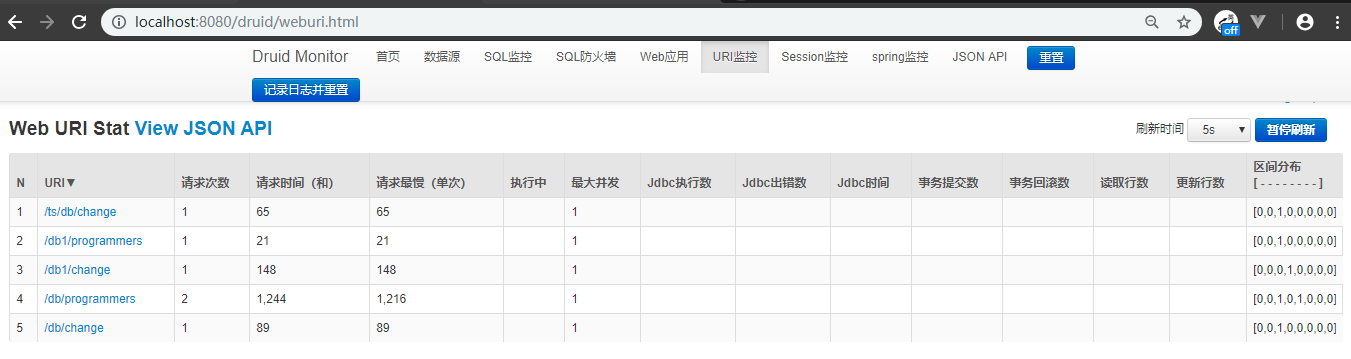 localhost:8080/druid/weburi.html
英
off
Druid Monitor 首页 数据源 SQL监控 SQL防火墙 Web应用 URI监控 Session监控 spring监控 JSON API 重置
记录日志并重置
Web URI Stat View JSON API 刷新时间 5s 暂停刷新
N URI▼ 请求次数 请求时间（和） 请求最慢（单次） 执行中 最大并发 Jdbc执行数 Jdbc出错数 Jdbc时间 事务提交数 事务回滚数 读取行数 更新行数 区间分布
[ - - - - - - - - ]
1 /ts/db/change 1 65 65 1 [0,0,1,0,0,0,0,0]
2 /db1/programmers 1 21 21 1 [0,0,1,0,0,0,0,0]
3 /db1/change 1 148 148 1 [0,0,0,1,0,0,0,0]
4 /db/programmers 2 1,244 1,216 1 [0,0,1,0,1,0,0,0]
5 /db/change 1 89 89 1 [0,0,1,0,0,0,0,0]